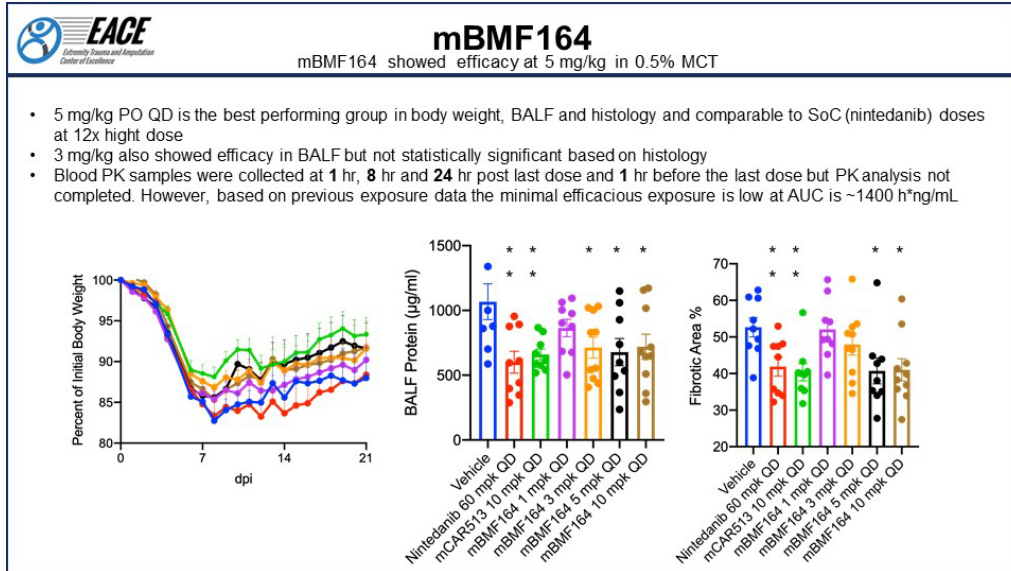 EACE
Extremity Trauma and Amputation
Center of Excellence
mBMF164
mBMF164 showed efficacy at 5 mg/kg in 0.5% MCT
• 5 mg/kg PO QD is the best performing group in body weight, BALF and histology and comparable to SoC (nintedanib) doses
at 12x hight dose
• 3 mg/kg also showed efficacy in BALF but not statistically significant based on histology
• Blood PK samples were collected at 1 hr, 8 hr and 24 hr post last dose and 1 hr before the last dose but PK analysis not
completed. However, based on previous exposure data the minimal efficacious exposure is low at AUC is ~1400 h*ng/mL
Percent of Initial Body Weight
100
95
90
85
80
0
7
14
21
dpi
BALF Protein (µg/ml)
1500
1000
500
0
* * * * *
* *
Vehicle
Nintedanib 60 mpk QD
mCAR513 10 mpk QD
mBMF164 1 mpk QD
mBMF164 3 mpk QD
mBMF164 5 mpk QD
mBMF164 10 mpk QD
Fibrotic Area %
70
60
50
40
30
20
* * * *
* *
Vehicle
Nintedanib 60 mpk QD
mCAR513 10 mpk QD
mBMF164 1 mpk QD
mBMF164 3 mpk QD
mBMF164 5 mpk QD
mBMF164 10 mpk QD